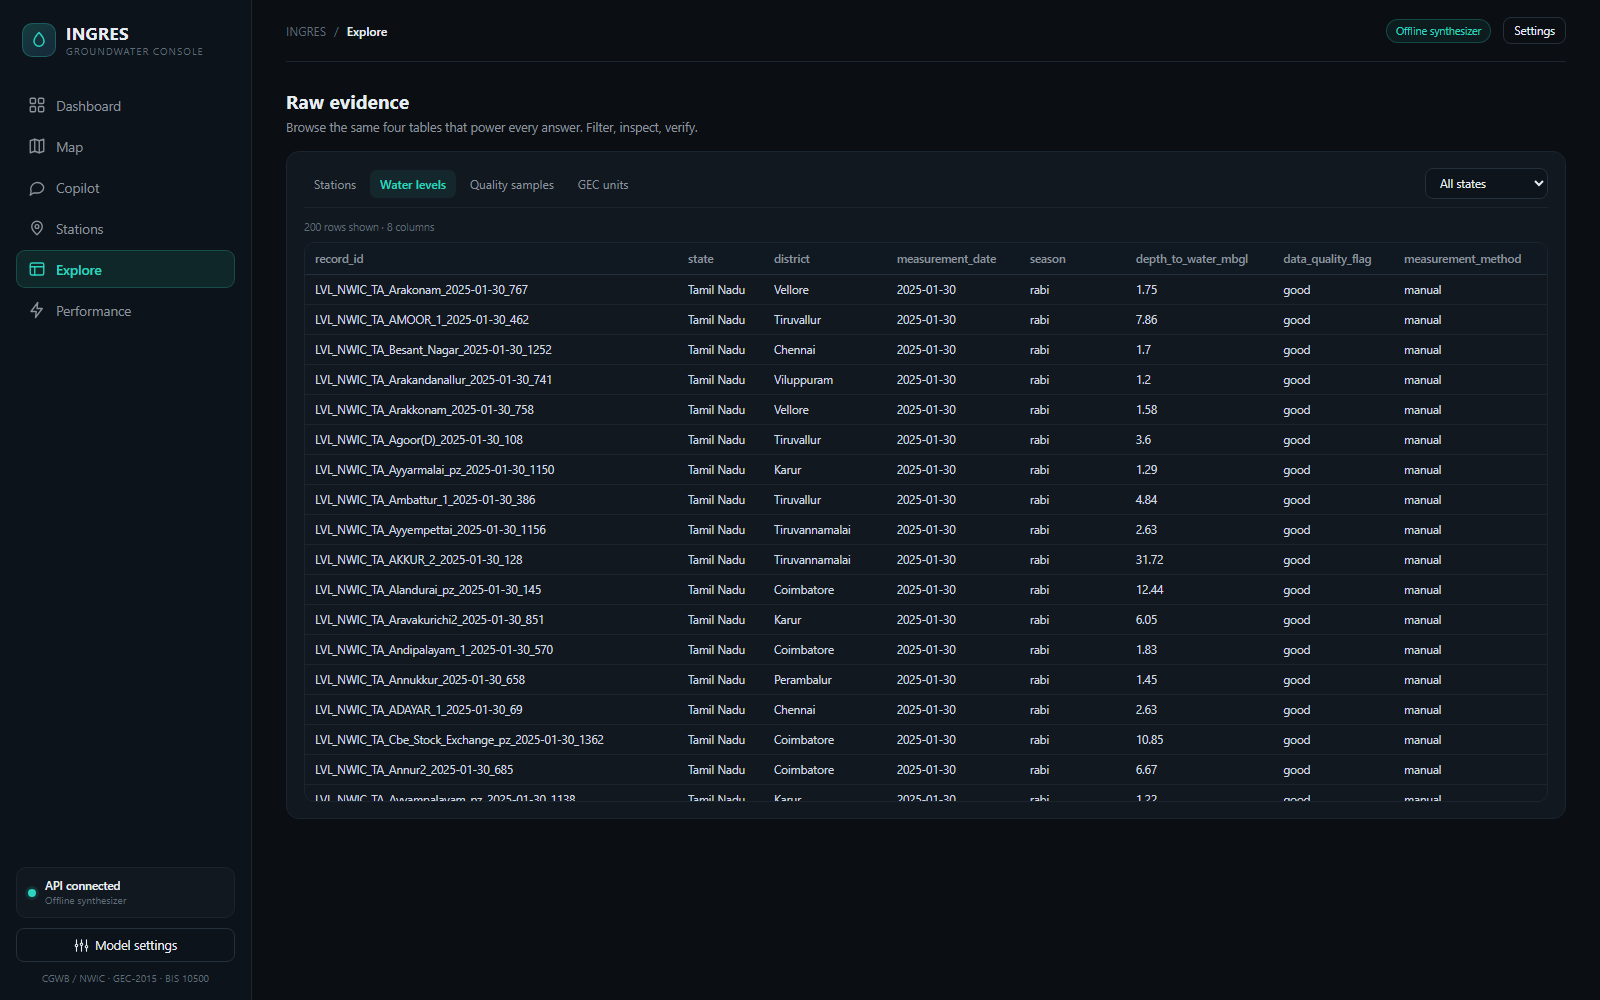 INGRES
GROUNDWATER CONSOLE
Dashboard
Map
Copilot
Stations
Explore
Performance
API connected
Offline synthesizer
Model settings
CGWB / NWIC · GEC-2015 · BIS 10500
INGRES / Explore
Offline synthesizer Settings
Raw evidence
Browse the same four tables that power every answer. Filter, inspect, verify.
Stations Water levels Quality samples GEC units All states
200 rows shown · 8 columns
record_id state district measurement_date season depth_to_water_mbgl data_quality_flag measurement_method
LVL_NWIC_TA_Arakonam_2025-01-30_767 Tamil Nadu Vellore 2025-01-30 rabi 1.75 good manual
LVL_NWIC_TA_AMOOR_1_2025-01-30_462 Tamil Nadu Tiruvallur 2025-01-30 rabi 7.86 good manual
LVL_NWIC_TA_Besant_Nagar_2025-01-30_1252 Tamil Nadu Chennai 2025-01-30 rabi 1.7 good manual
LVL_NWIC_TA_Arakandanallur_2025-01-30_741 Tamil Nadu Viluppuram 2025-01-30 rabi 1.2 good manual
LVL_NWIC_TA_Arakkonam_2025-01-30_758 Tamil Nadu Vellore 2025-01-30 rabi 1.58 good manual
LVL_NWIC_TA_Agoor(D)_2025-01-30_108 Tamil Nadu Tiruvallur 2025-01-30 rabi 3.6 good manual
LVL_NWIC_TA_Ayyarmalai_pz_2025-01-30_1150 Tamil Nadu Karur 2025-01-30 rabi 1.29 good manual
LVL_NWIC_TA_Ambattur_1_2025-01-30_386 Tamil Nadu Tiruvallur 2025-01-30 rabi 4.84 good manual
LVL_NWIC_TA_Ayyempettai_2025-01-30_1156 Tamil Nadu Tiruvannamalai 2025-01-30 rabi 2.63 good manual
LVL_NWIC_TA_AKKUR_2_2025-01-30_128 Tamil Nadu Tiruvannamalai 2025-01-30 rabi 31.72 good manual
LVL_NWIC_TA_Alandurai_pz_2025-01-30_145 Tamil Nadu Coimbatore 2025-01-30 rabi 12.44 good manual
LVL_NWIC_TA_Aravakurichi2_2025-01-30_851 Tamil Nadu Karur 2025-01-30 rabi 6.05 good manual
LVL_NWIC_TA_Andipalayam_1_2025-01-30_570 Tamil Nadu Coimbatore 2025-01-30 rabi 1.83 good manual
LVL_NWIC_TA_Annukkur_2025-01-30_658 Tamil Nadu Perambalur 2025-01-30 rabi 1.45 good manual
LVL_NWIC_TA_ADAYAR_1_2025-01-30_69 Tamil Nadu Chennai 2025-01-30 rabi 2.63 good manual
LVL_NWIC_TA_Cbe_Stock_Exchange_pz_2025-01-30_1362 Tamil Nadu Coimbatore 2025-01-30 rabi 10.85 good manual
LVL_NWIC_TA_Annur2_2025-01-30_685 Tamil Nadu Coimbatore 2025-01-30 rabi 6.67 good manual
LVL_NWIC_TA_Ayyampalayam_pz_2025-01-30_1138 Tamil Nadu Karur 2025-01-30 rabi 1.22 good manual